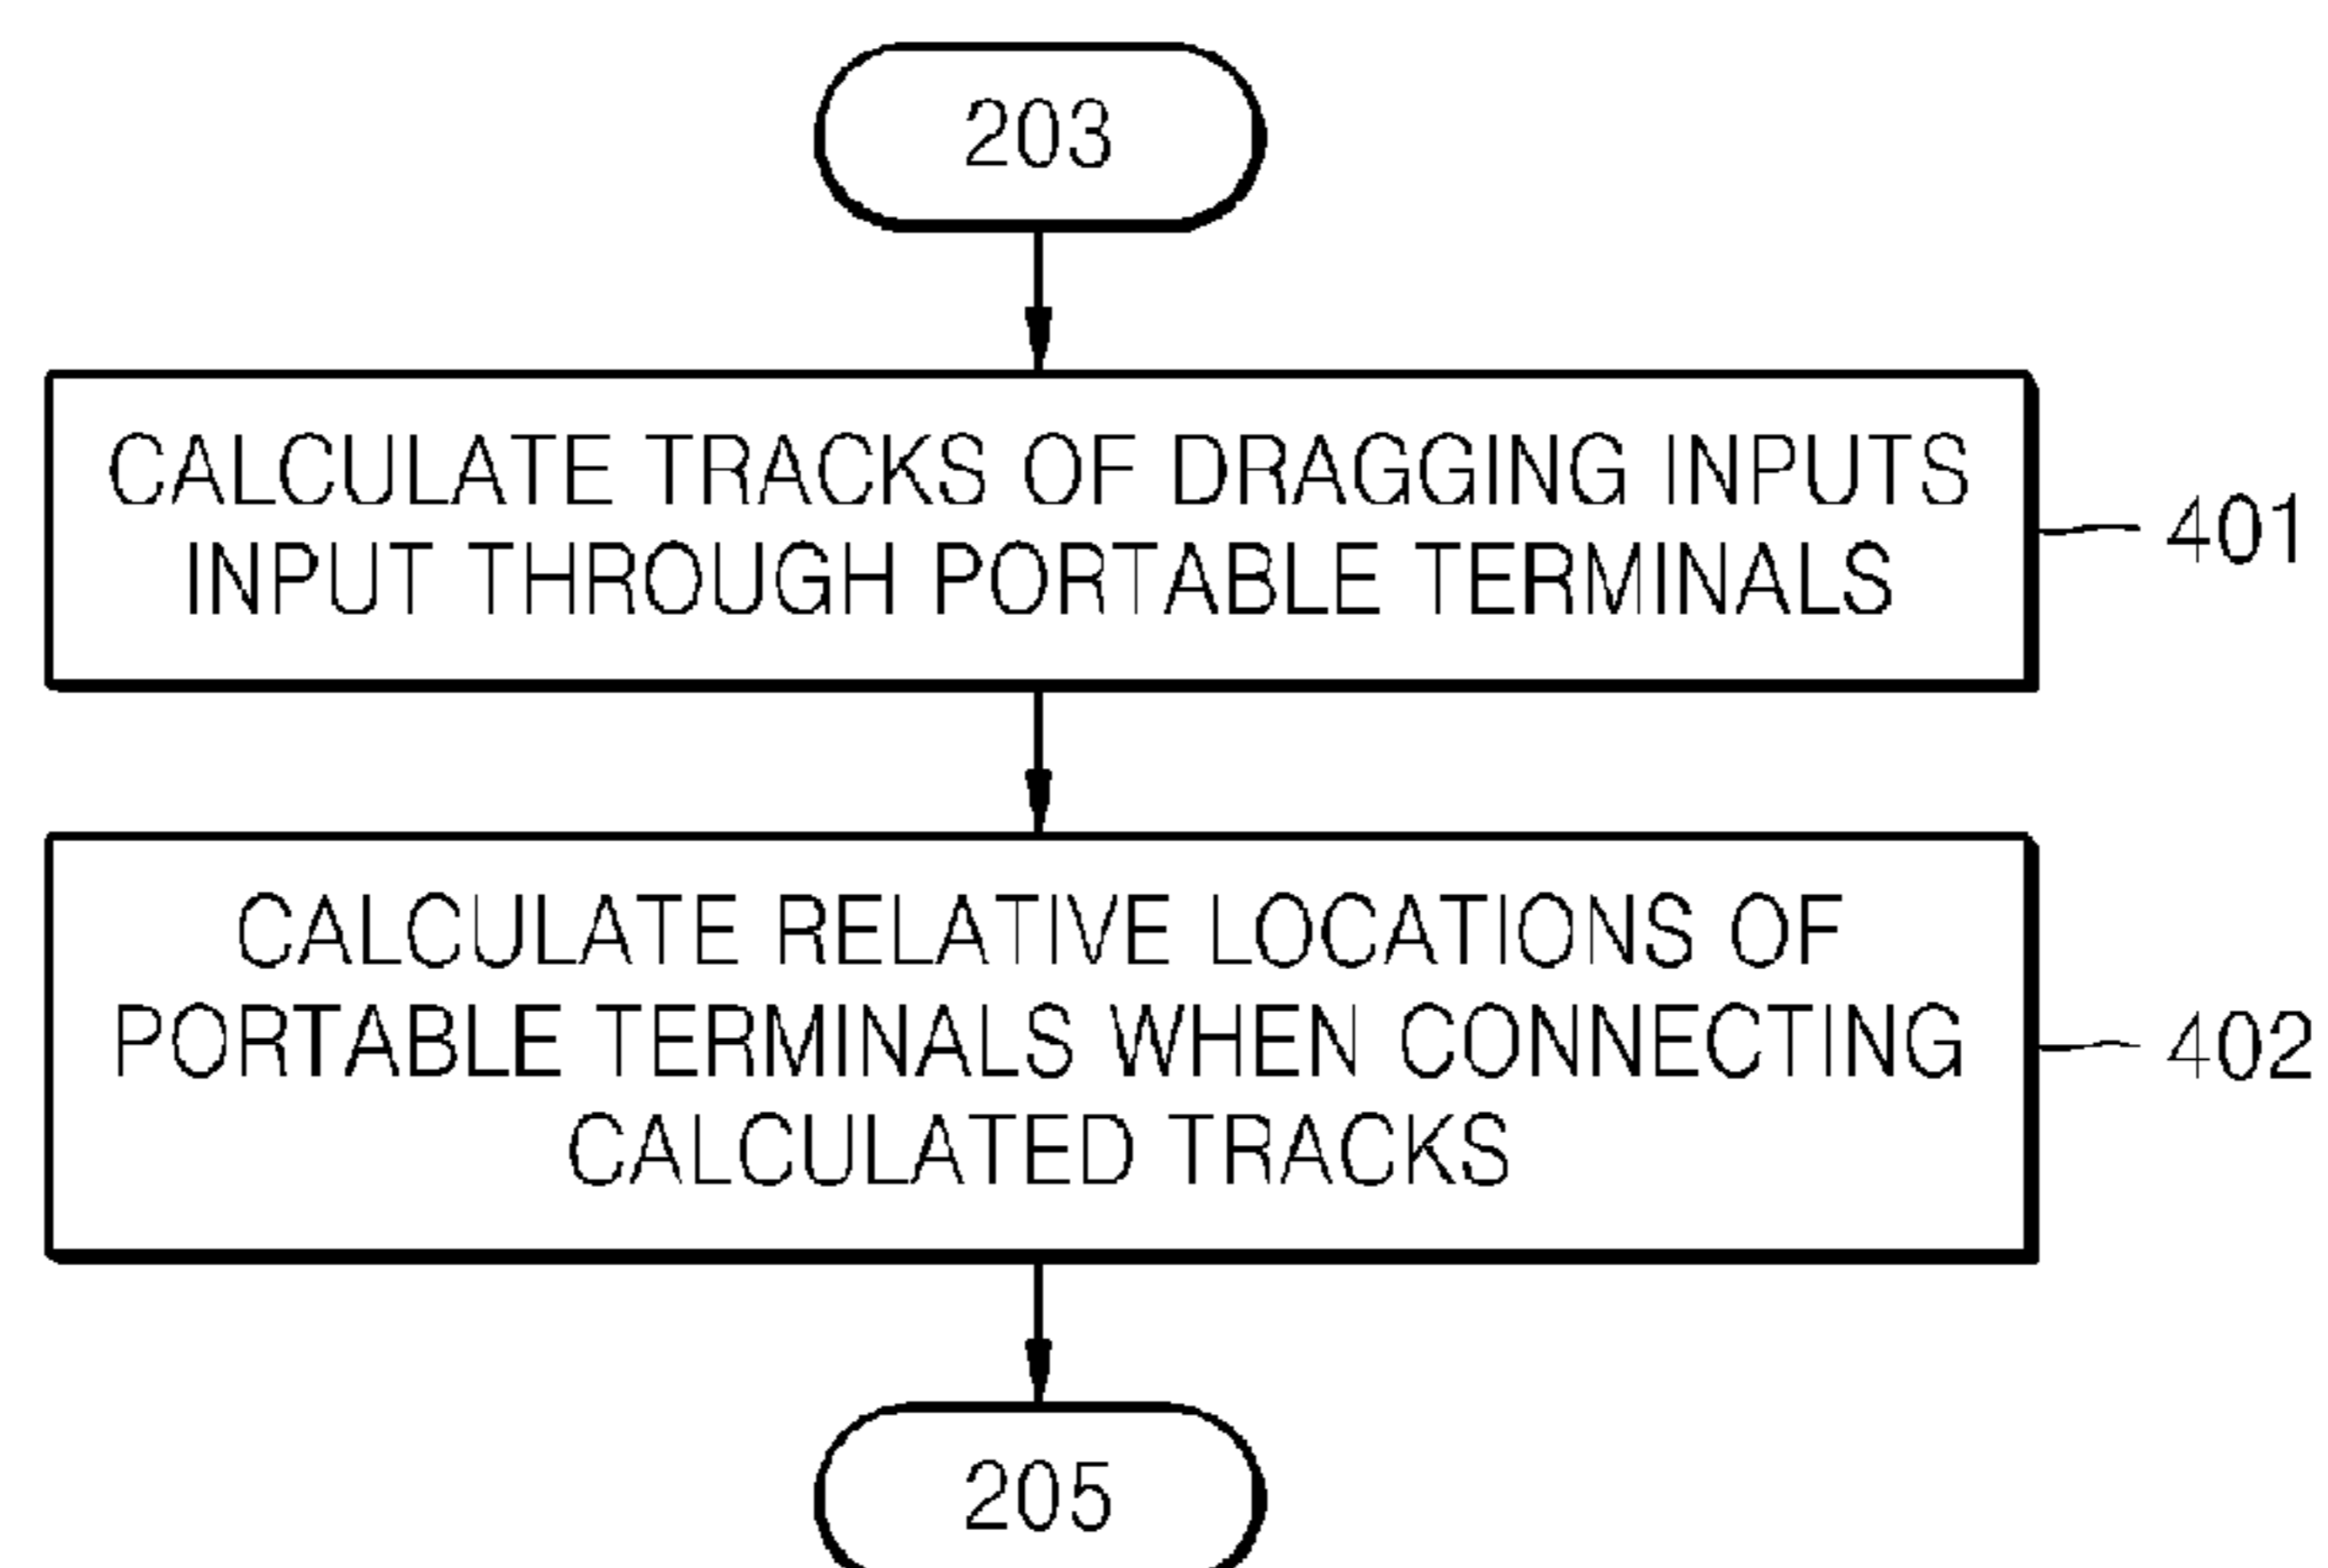 203
CALCULATE TRACKS OF DRAGGING INPUTS
INPUT THROUGH PORTABLE TERMINALS
401
CALCULATE RELATIVE LOCATIONS OF
PORTABLE TERMINALS WHEN CONNECTING
CALCULATED TRACKS
402
205